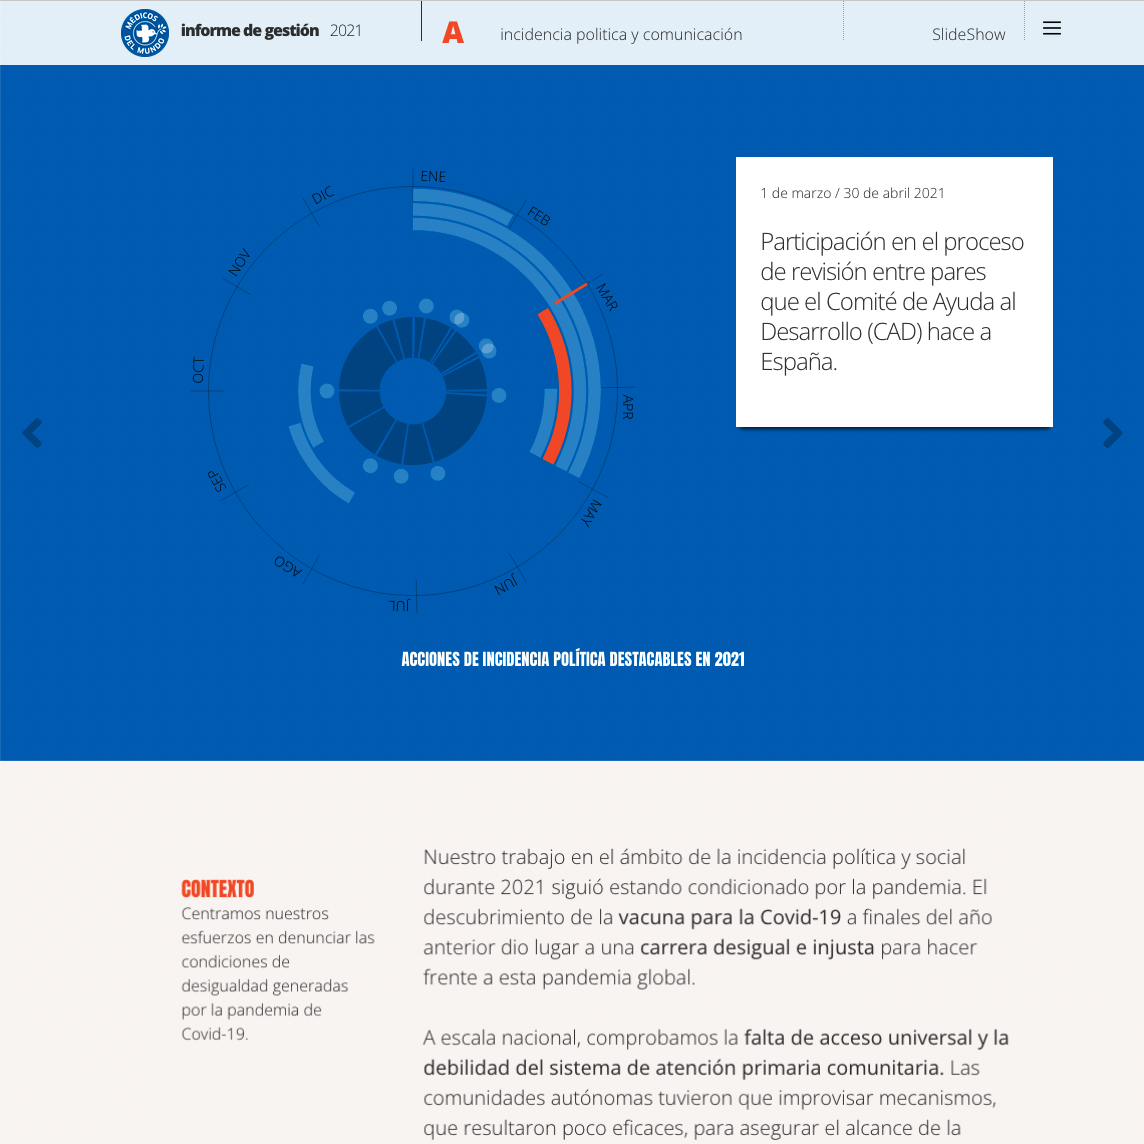 MÉDICOS
DEL MUNDO
informe de gestión 2021
A
incidencia politica y comunicación
SlideShow
ENE
FEB
MAR
APR
MAY
JUN
JUL
AGO
SEP
OCT
NOV
DIC
1 de marzo / 30 de abril 2021
Participación en el proceso
de revisión entre pares
que el Comité de Ayuda al
Desarrollo (CAD) hace a
España.
ACCIONES DE INCIDENCIA POLÍTICA DESTACABLES EN 2021
CONTEXTO
Centramos nuestros
esfuerzos en denunciar las
condiciones de
desigualdad generadas
por la pandemia de
Covid-19.
Nuestro trabajo en el ámbito de la incidencia política y social
durante 2021 siguió estando condicionado por la pandemia. El
descubrimiento de la vacuna para la Covid-19 a finales del año
anterior dio lugar a una carrera desigual e injusta para hacer
frente a esta pandemia global.
A escala nacional, comprobamos la falta de acceso universal y la
debilidad del sistema de atención primaria comunitaria. Las
comunidades autónomas tuvieron que improvisar mecanismos,
que resultaron poco eficaces, para asegurar el alcance de la